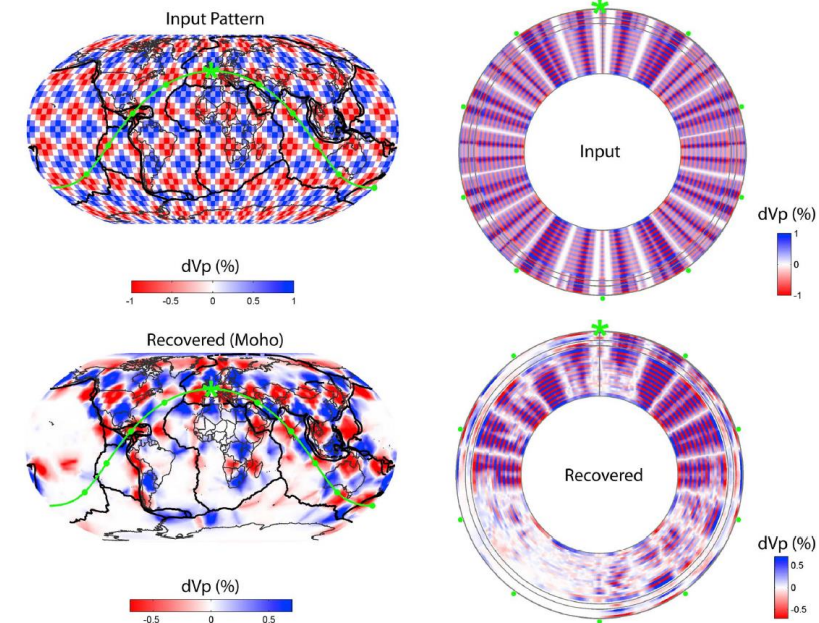 Input Pattern
dVp (%)
-1 -0.5 0 0.5 1
Input
dVp (%)
1
0
-1
Recovered (Moho)
dVp (%)
-0.5 0 0.5
Recovered
dVp (%)
0.5
0
-0.5